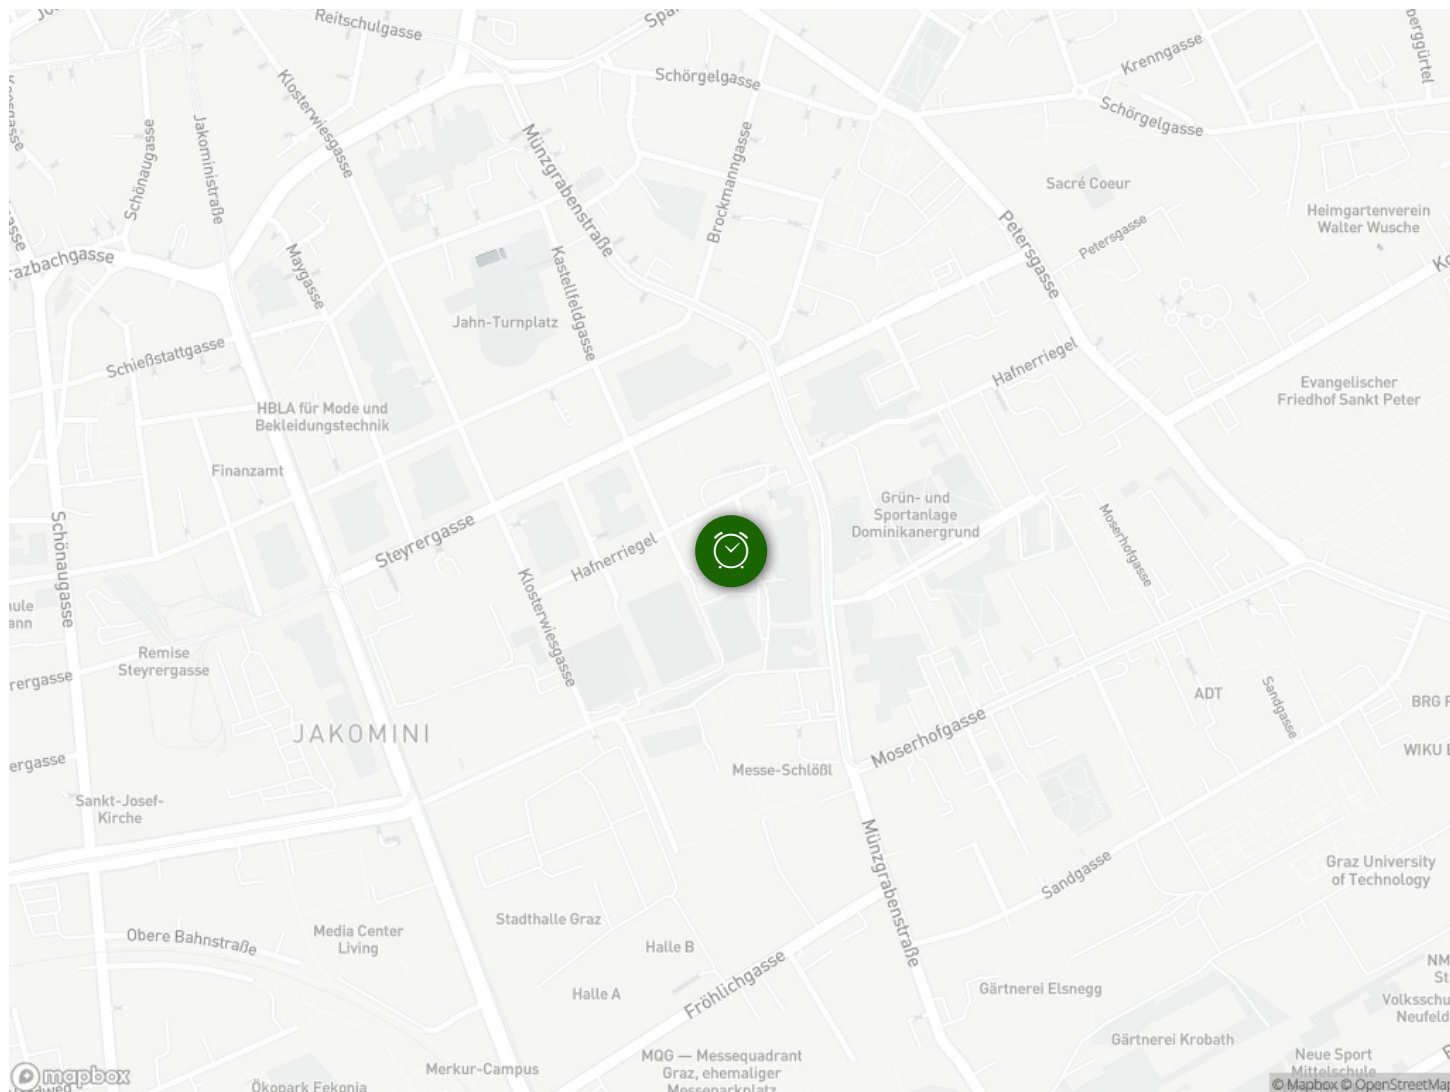 Reitschulgasse
Schörgelgasse
Krenngasse
Schörgelgasse
Klosterwiesgasse
Jakoministraße
Schönaugasse
Münzgrabenstraße
Brockmanngasse
Sacré Coeur
Petersgasse
Petersgasse
Heimgartenverein
Walter Wusche
Maygasse
Kastellfeldgasse
Jahn-Turnplatz
Schießstattgasse
Hafnerriegel
Evangelischer
Friedhof Sankt Peter
HBLA für Mode und
Bekleidungstechnik
Finanzamt
Steyrergasse
Schönaugasse
Hafnerriegel
Klosterwiesgasse
Grün- und
Sportanlage
Dominikanergrund
Moserhofgasse
Remise
Steyrergasse
JAKOMINI
ADT
Sandgasse
Moserhofgasse
Messe-Schlößl
Sankt-Josef-
Kirche
Münzgrabenstraße
Sandgasse
Graz University
of Technology
Obere Bahnstraße
Media Center
Living
Stadthalle Graz
Halle B
Halle A
Fröhlichgasse
Gärtnerei Elsnegg
Gärtnerei Krobath
Merkur-Campus
MQG — Messequadrant
Graz, ehemaliger
Messeparkplatz
Neue Sport
Mittelschule
Ökopark Fekonia
mapbox
© Mapbox © OpenStreetMap